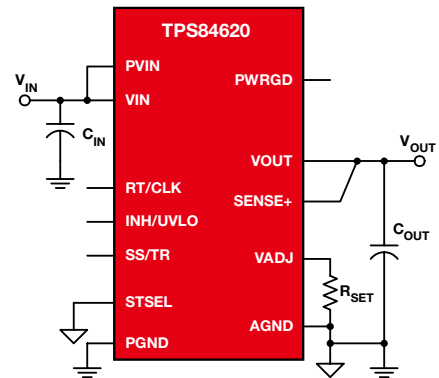 TPS84620
PVIN
PWRGD
VIN
VIN
CIN
VOUT
VOUT
RT/CLK
SENSE+
INH/UVLO
COUT
SS/TR
VADJ
RSET
STSEL
AGND
PGND